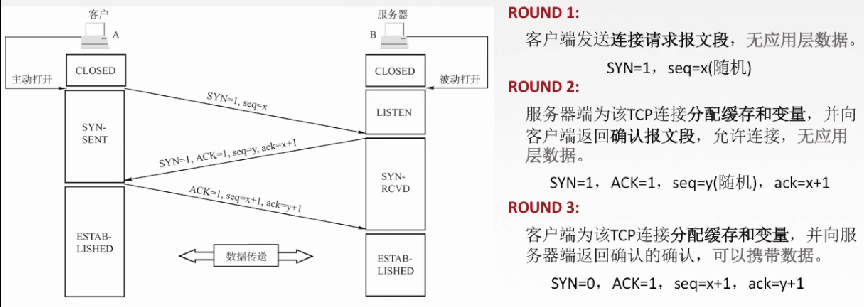 客户
服务器
A
B
CLOSED
CLOSED
主动打开
被动打开
SYN=1, seq=x
LISTEN
SYN-
SENT
SYN=1, ACK=1, seq=y, ack=x+1
SYN-
RCVD
ACK=1, seq=x+1, ack=y+1
ESTAB-
LISHED
数据传送
ESTAB-
LISHED
ROUND 1:
客户端发送连接请求报文段，无应用层数据。
SYN=1，seq=x(随机)
ROUND 2:
服务器端为该TCP连接分配缓存和变量，并向
客户端返回确认报文段，允许连接，无应用
层数据。
SYN=1，ACK=1，seq=y(随机)，ack=x+1
ROUND 3:
客户端为该TCP连接分配缓存和变量，并向服
务器端返回确认的确认，可以携带数据。
SYN=0，ACK=1，seq=x+1，ack=y+1